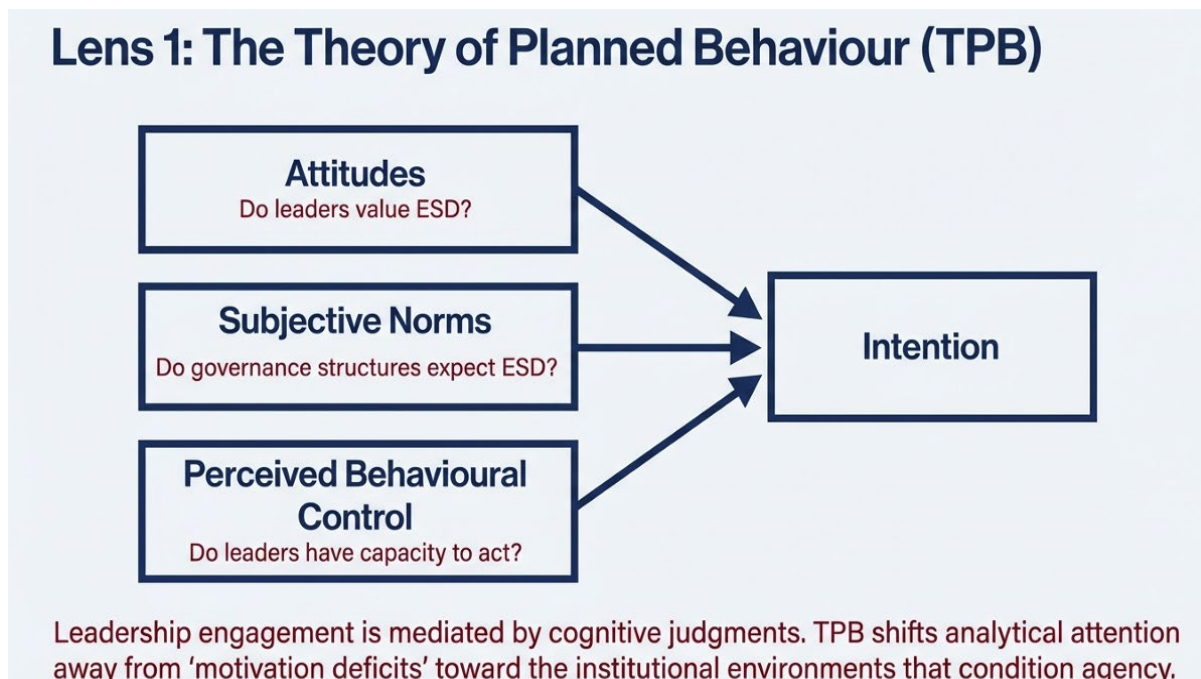 Lens 1: The Theory of Planned Behaviour (TPB)
Attitudes
Do leaders value ESD?
Subjective Norms
Do governance structures expect ESD?
Perceived Behavioural
Control
Do leaders have capacity to act?
Intention
Leadership engagement is mediated by cognitive judgments. TPB shifts analytical attention
away from ‘motivation deficits’ toward the institutional environments that condition agency.